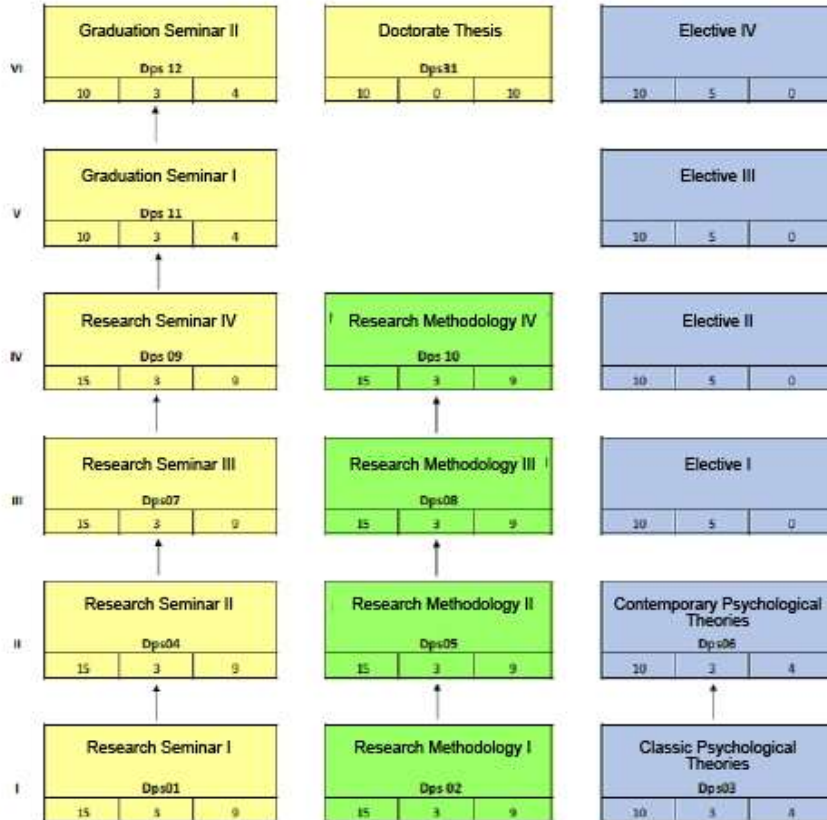 Graduation Seminar II
Doctorate Thesis
Elective IV
VI
Dps 12
Dps31
10 3 4
10 0 10
10 5 0
Graduation Seminar I
Elective III
V
Dps 11
10 3 4
10 5 0
Research Seminar IV
Research Methodology IV
Elective II
IV
Dps 09
Dps 10
15 3 9
15 3 9
10 5 0
Research Seminar III
Research Methodology III
Elective I
III
Dps07
Dps08
15 3 9
15 3 9
10 5 0
Research Seminar II
Research Methodology II
Contemporary Psychological
Theories
II
Dps04
Dps05
Dps06
15 3 9
15 3 9
10 3 4
Research Seminar I
Research Methodology I
Classic Psychological
Theories
I
Dps01
Dps 02
Dps03
15 3 9
15 3 9
10 3 4